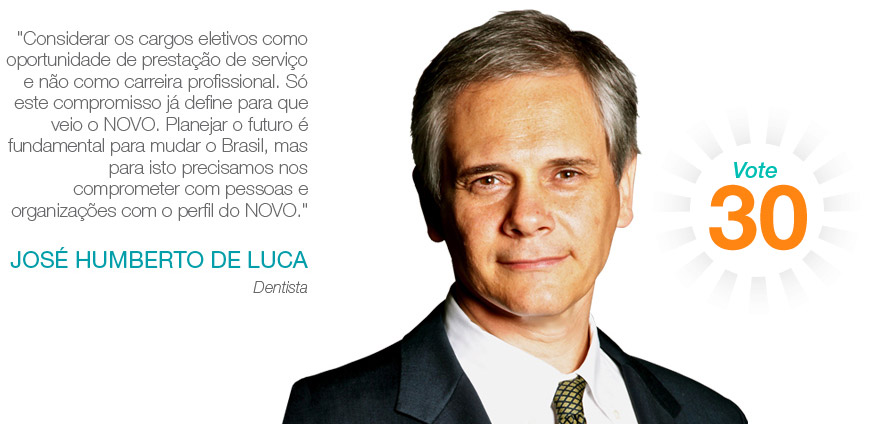 "Considerar os cargos eletivos como
oportunidade de prestação de serviço
e não como carreira profissional. Só
este compromisso já define para que
veio o NOVO. Planejar o futuro é
fundamental para mudar o Brasil, mas
para isto precisamos nos
comprometer com pessoas e
organizações com o perfil do NOVO."
JOSÉ HUMBERTO DE LUCA
Dentista
Vote
30